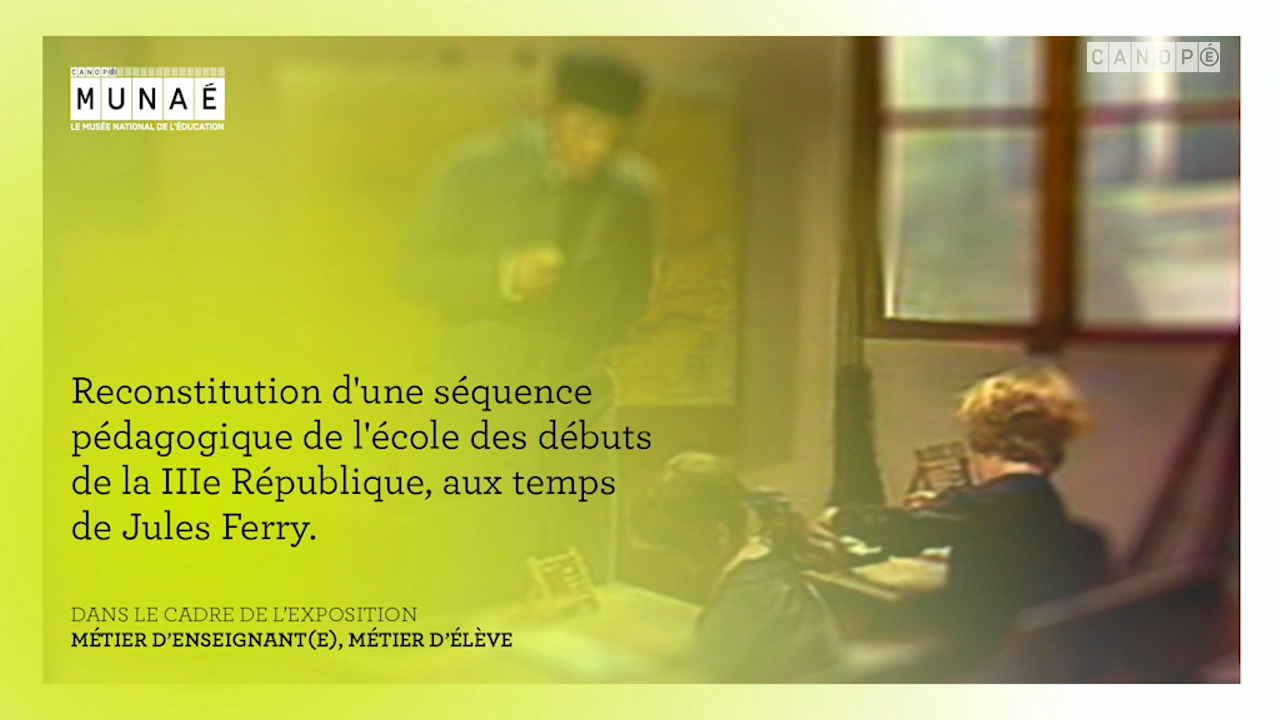 CANOPÉ
MUNAÉ
LE MUSÉE NATIONAL DE L'ÉDUCATION
CANOPÉ
Reconstitution d'une séquence
pédagogique de l'école des débuts
de la IIIe République, aux temps
de Jules Ferry.
DANS LE CADRE DE L'EXPOSITION
MÉTIER D'ENSEIGNANT(E), MÉTIER D'ÉLÈVE